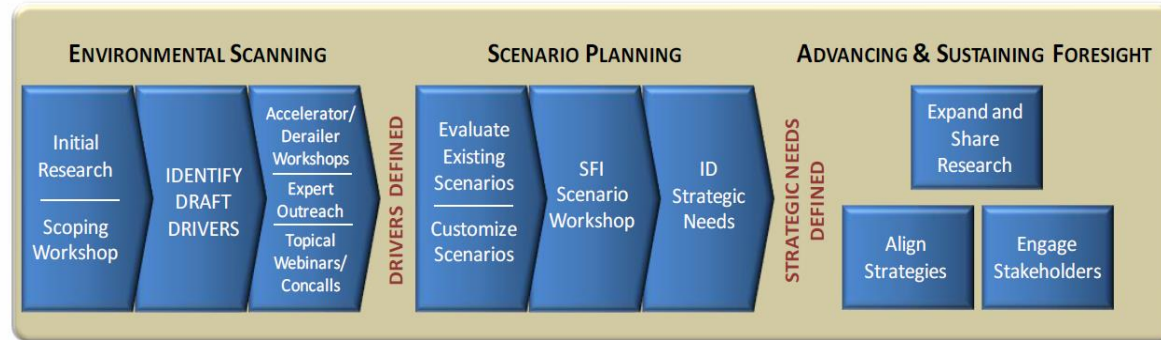 ENVIRONMENTAL SCANNING
Initial
Research
Scoping
Workshop
IDENTIFY
DRAFT
DRIVERS
Accelerator/
Derailer
Workshops
Expert
Outreach
Topical
Webinars/
Concalls
DRIVERS DEFINED
SCENARIO PLANNING
Evaluate
Existing
Scenarios
Customize
Scenarios
SFI
Scenario
Workshop
ID
Strategic
Needs
STRATEGIC NEEDS
DEFINED
ADVANCING & SUSTAINING FORESIGHT
Expand and
Share
Research
Align
Strategies
Engage
Stakeholders